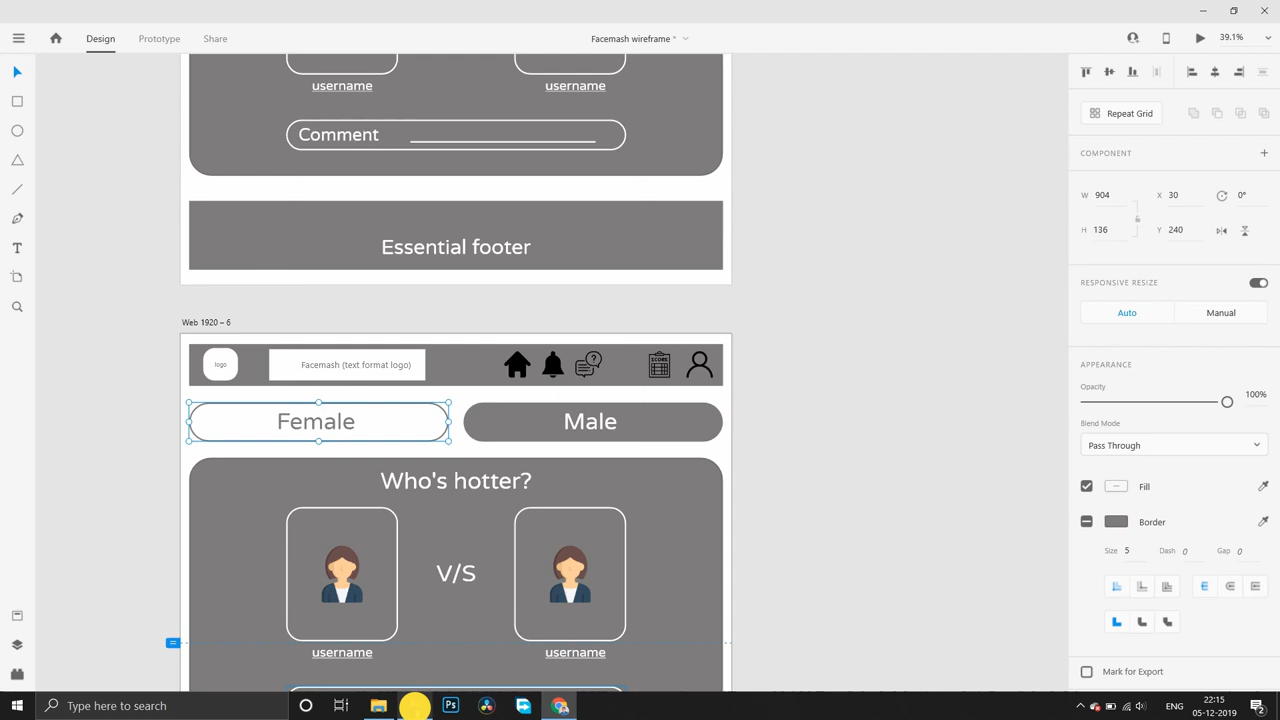 Design
Prototype
Share
Facemash wireframe *
39.1%
username
username
Comment
Essential footer
Web 1920 – 6
logo
Facemash (text format logo)
SCORE
Female
Male
Who's hotter?
V/S
username
username
Repeat Grid
COMPONENT
W 904
X 30
0°
H 136
Y 240
RESPONSIVE RESIZE
Auto
Manual
APPEARANCE
Opacity
100%
Blend Mode
Pass Through
Fill
Border
Size 5
Dash 0
Gap 0
Mark for Export
Type here to search
Ps
ENG
22:15
05-12-2019
2